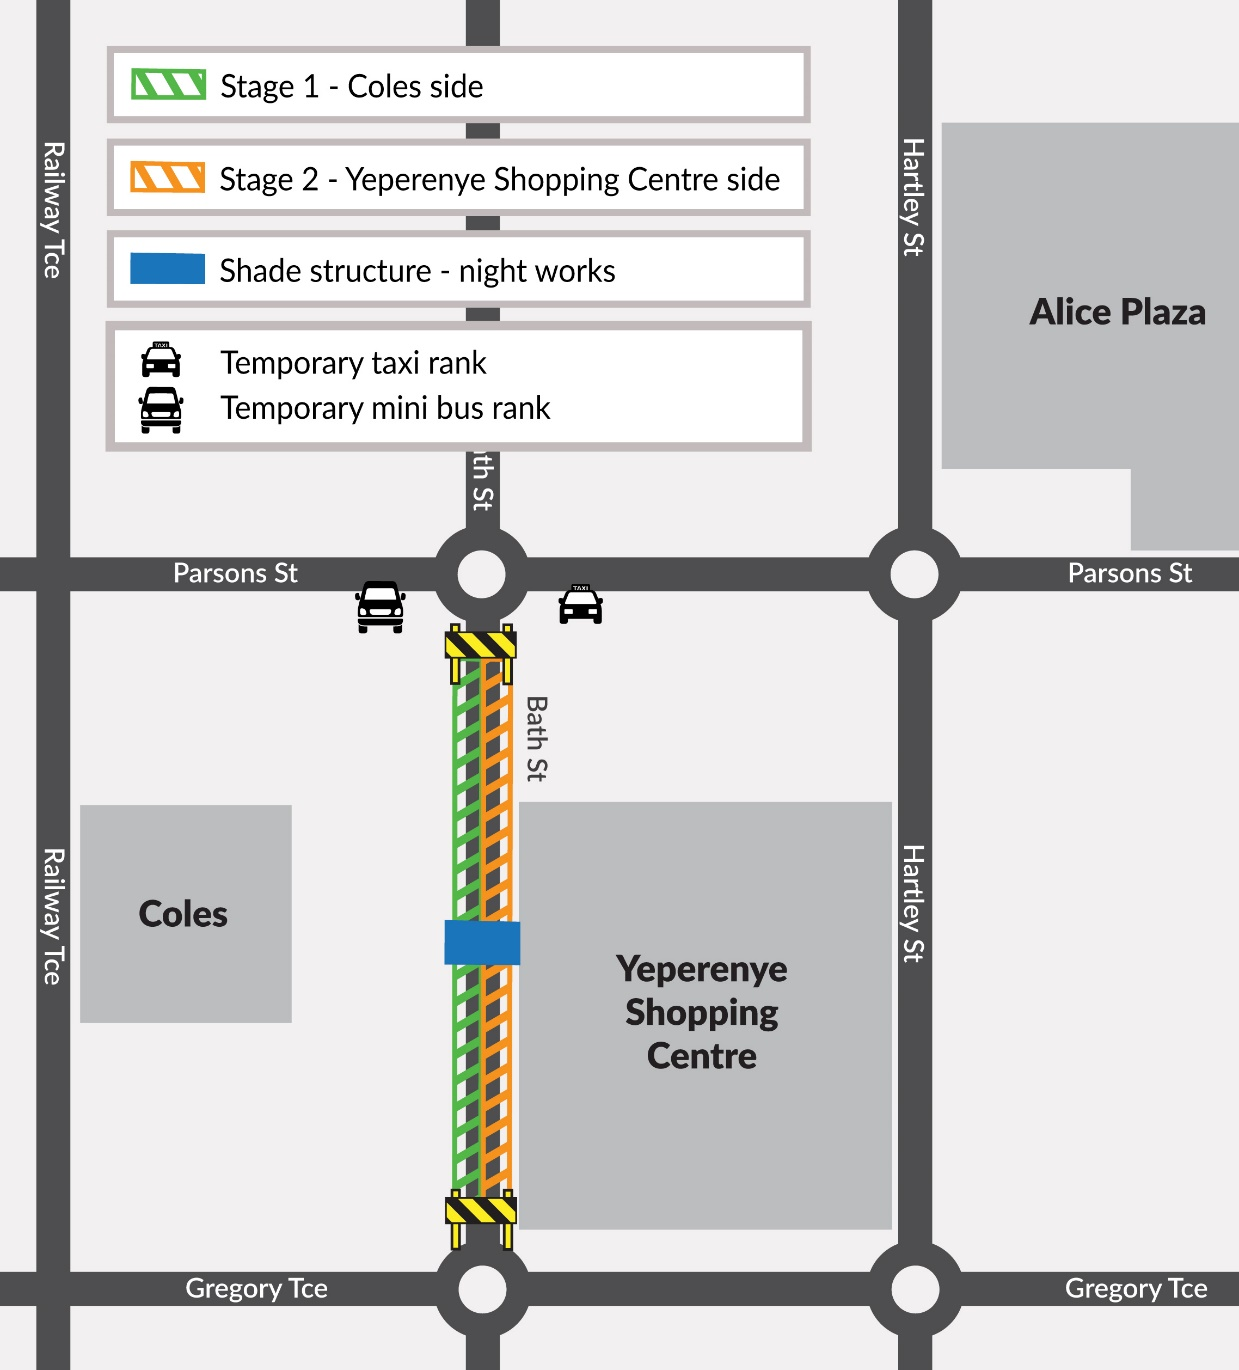 Stage 1 - Coles side
Stage 2 - Yeperenye Shopping Centre side
Shade structure - night works
TAXI
Temporary taxi rank
Temporary mini bus rank
Railway Tce
Hartley St
Alice Plaza
th St
Parsons St
Parsons St
TAXI
Bath St
Railway Tce
Coles
Hartley St
Yeperenye
Shopping
Centre
Gregory Tce
Gregory Tce